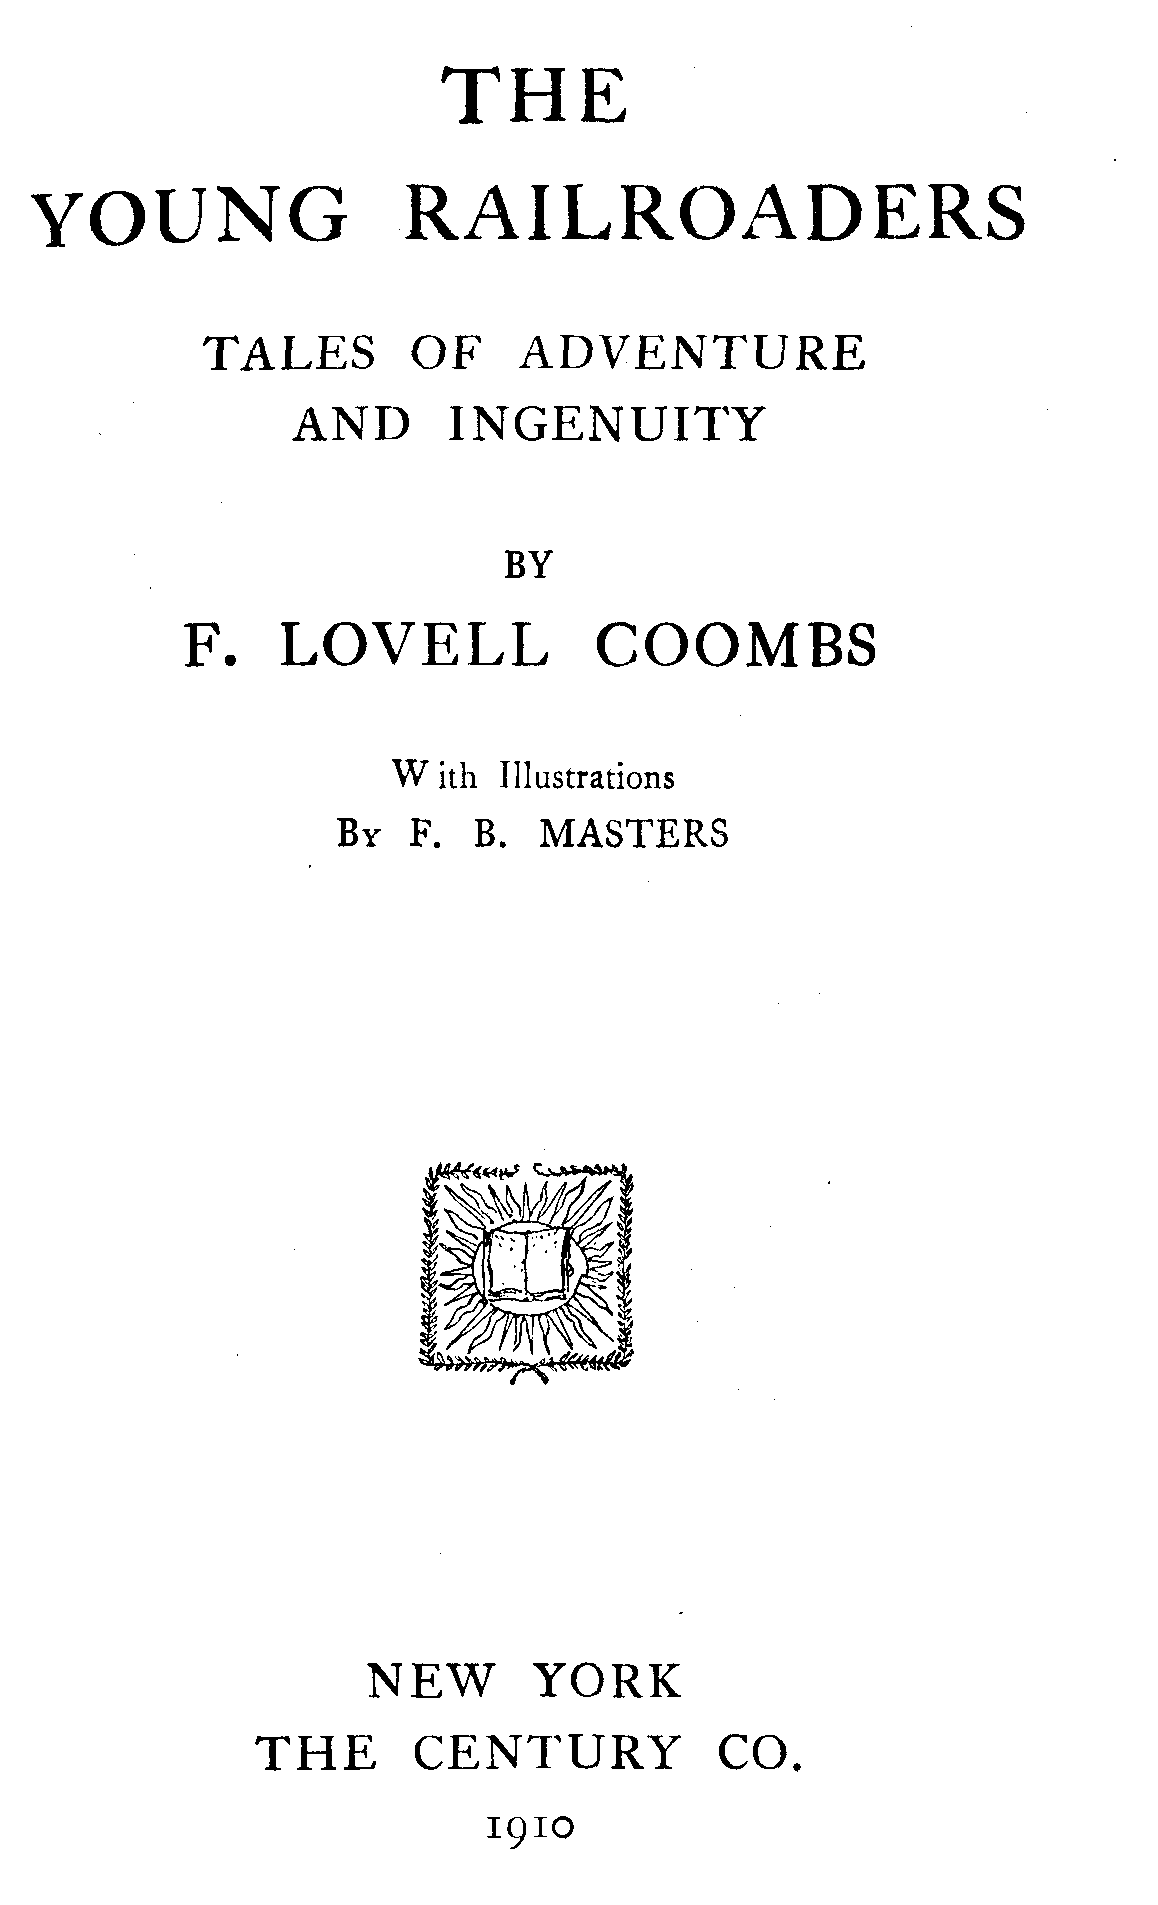 THE
YOUNG RAILROADERS
TALES OF ADVENTURE
AND INGENUITY
BY
F. LOVELL COOMBS
With Illustrations
By F. B. MASTERS
NEW YORK
THE CENTURY CO.
1910